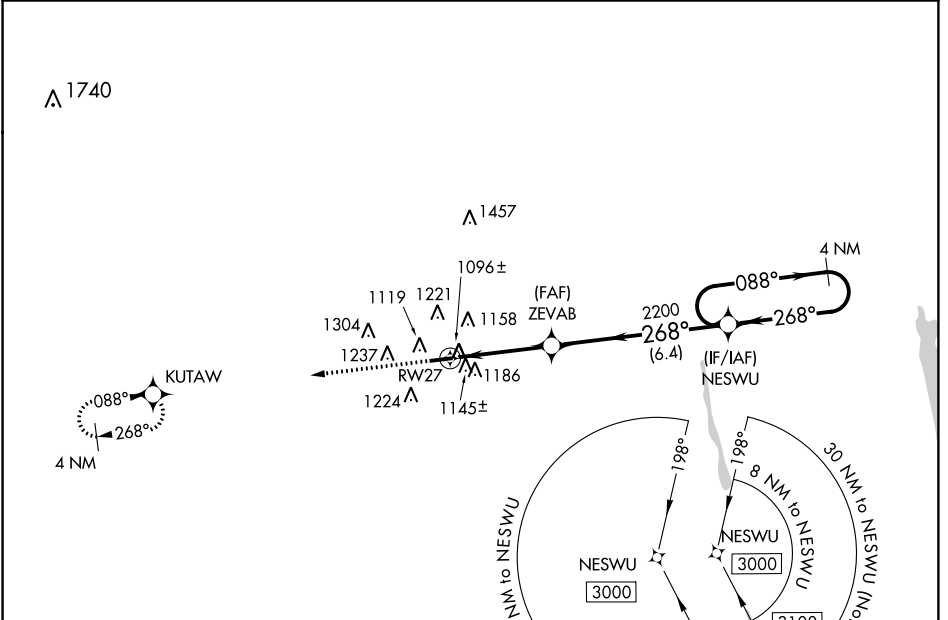 1740
1457
1096±
4 NM
088°
(FAF)
ZEVAB
1119
1221
1158
2200
268°
268°
(6.4)
1304
1237
(IF/IAF)
NESWU
RW27
1186
KUTAW
088°
268°
4 NM
1224
1145±
198°
198°
8 NM to NESWU
30 NM to NESWU
NM to NESWU
NESWU
3000
NESWU
3000